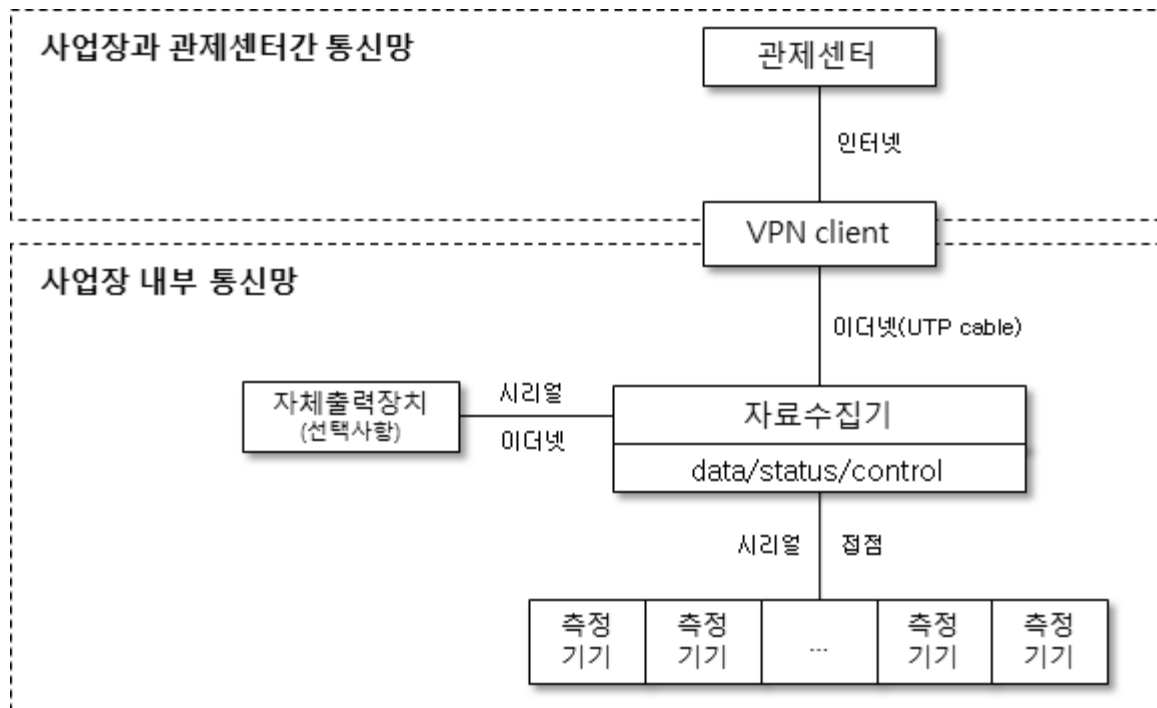 사업장과 관제센터간 통신망
관제센터
인터넷
VPN client
사업장 내부 통신망
이더넷(UTP cable)
자체출력장치
(선택사항)
시리얼
이더넷
자료수집기
data/status/control
시리얼 접점
측정 측정 ... 측정 측정
기기 기기 기기 기기